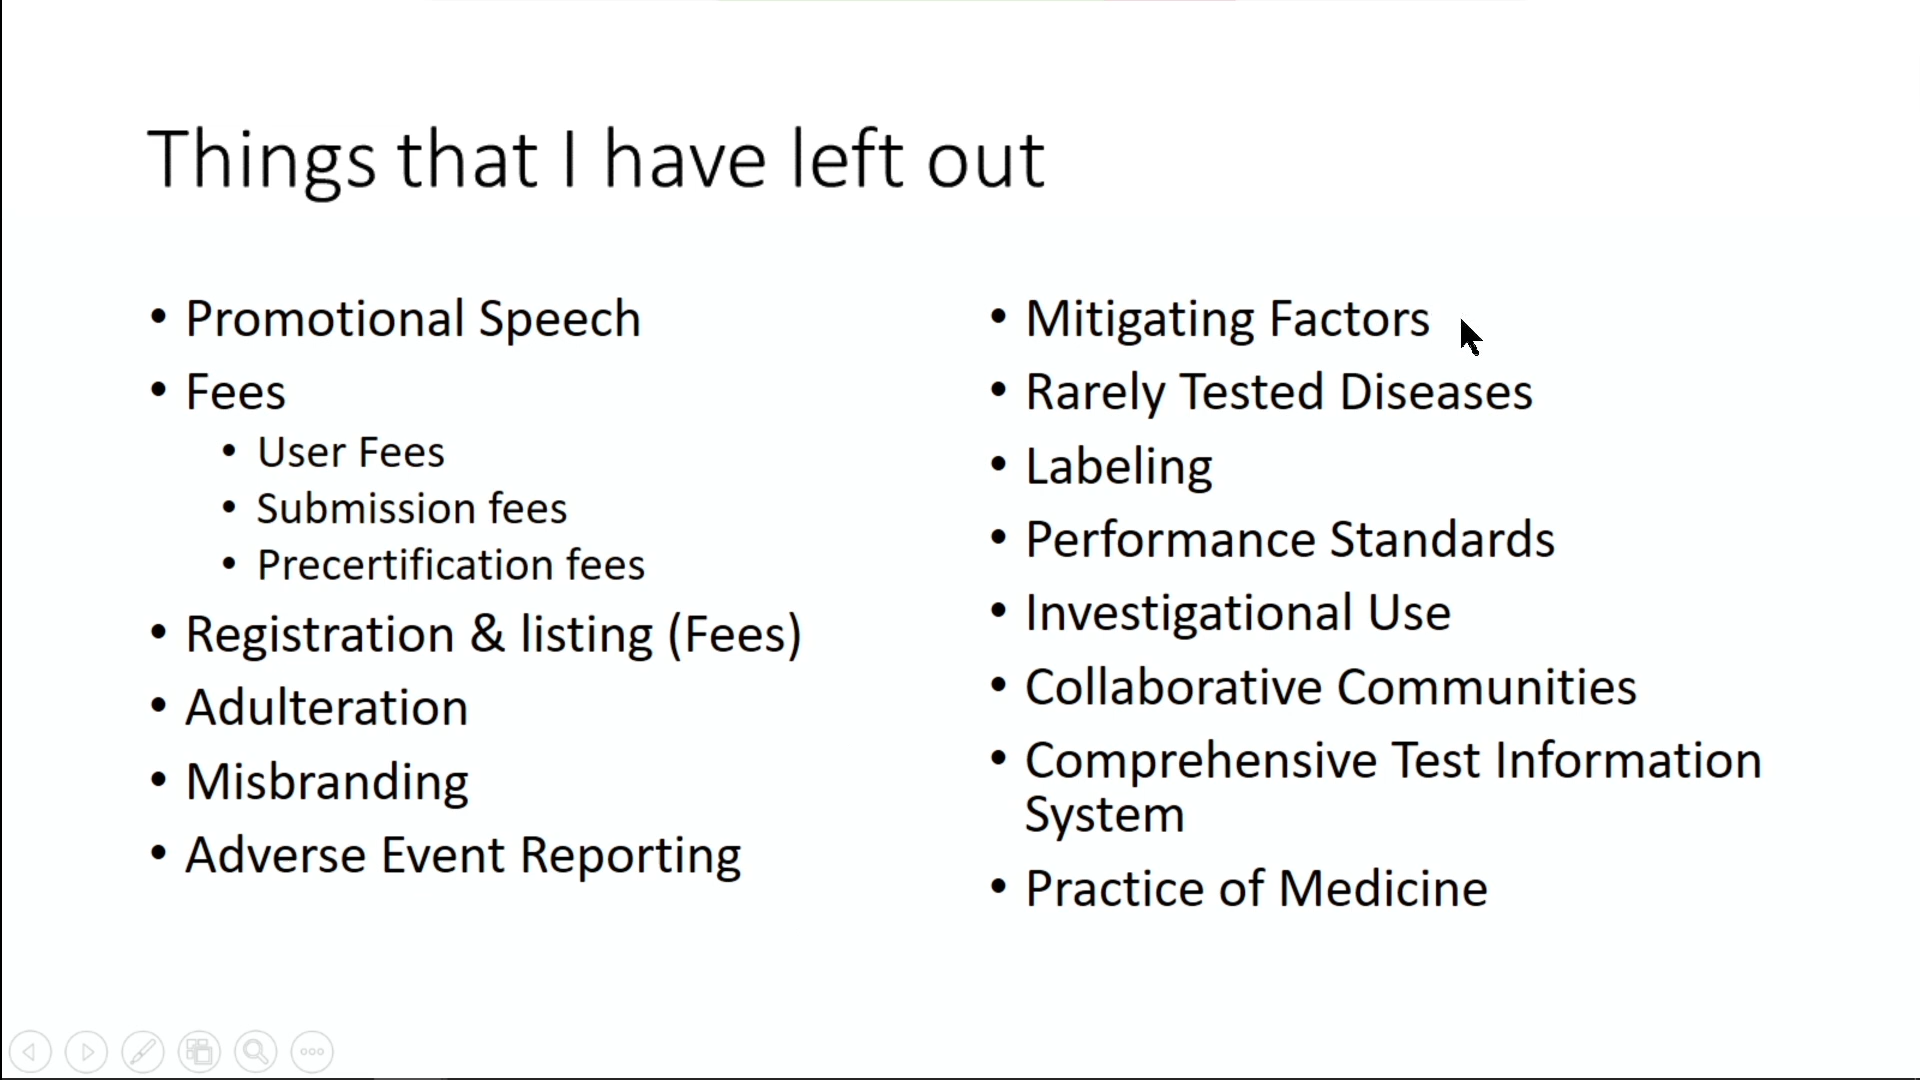 Things that I have left out
• Promotional Speech
• Fees
• User Fees
• Submission fees
• Precertification fees
• Registration & listing (Fees)
• Adulteration
• Misbranding
• Adverse Event Reporting
• Mitigating Factors
• Rarely Tested Diseases
• Labeling
• Performance Standards
• Investigational Use
• Collaborative Communities
• Comprehensive Test Information
System
• Practice of Medicine